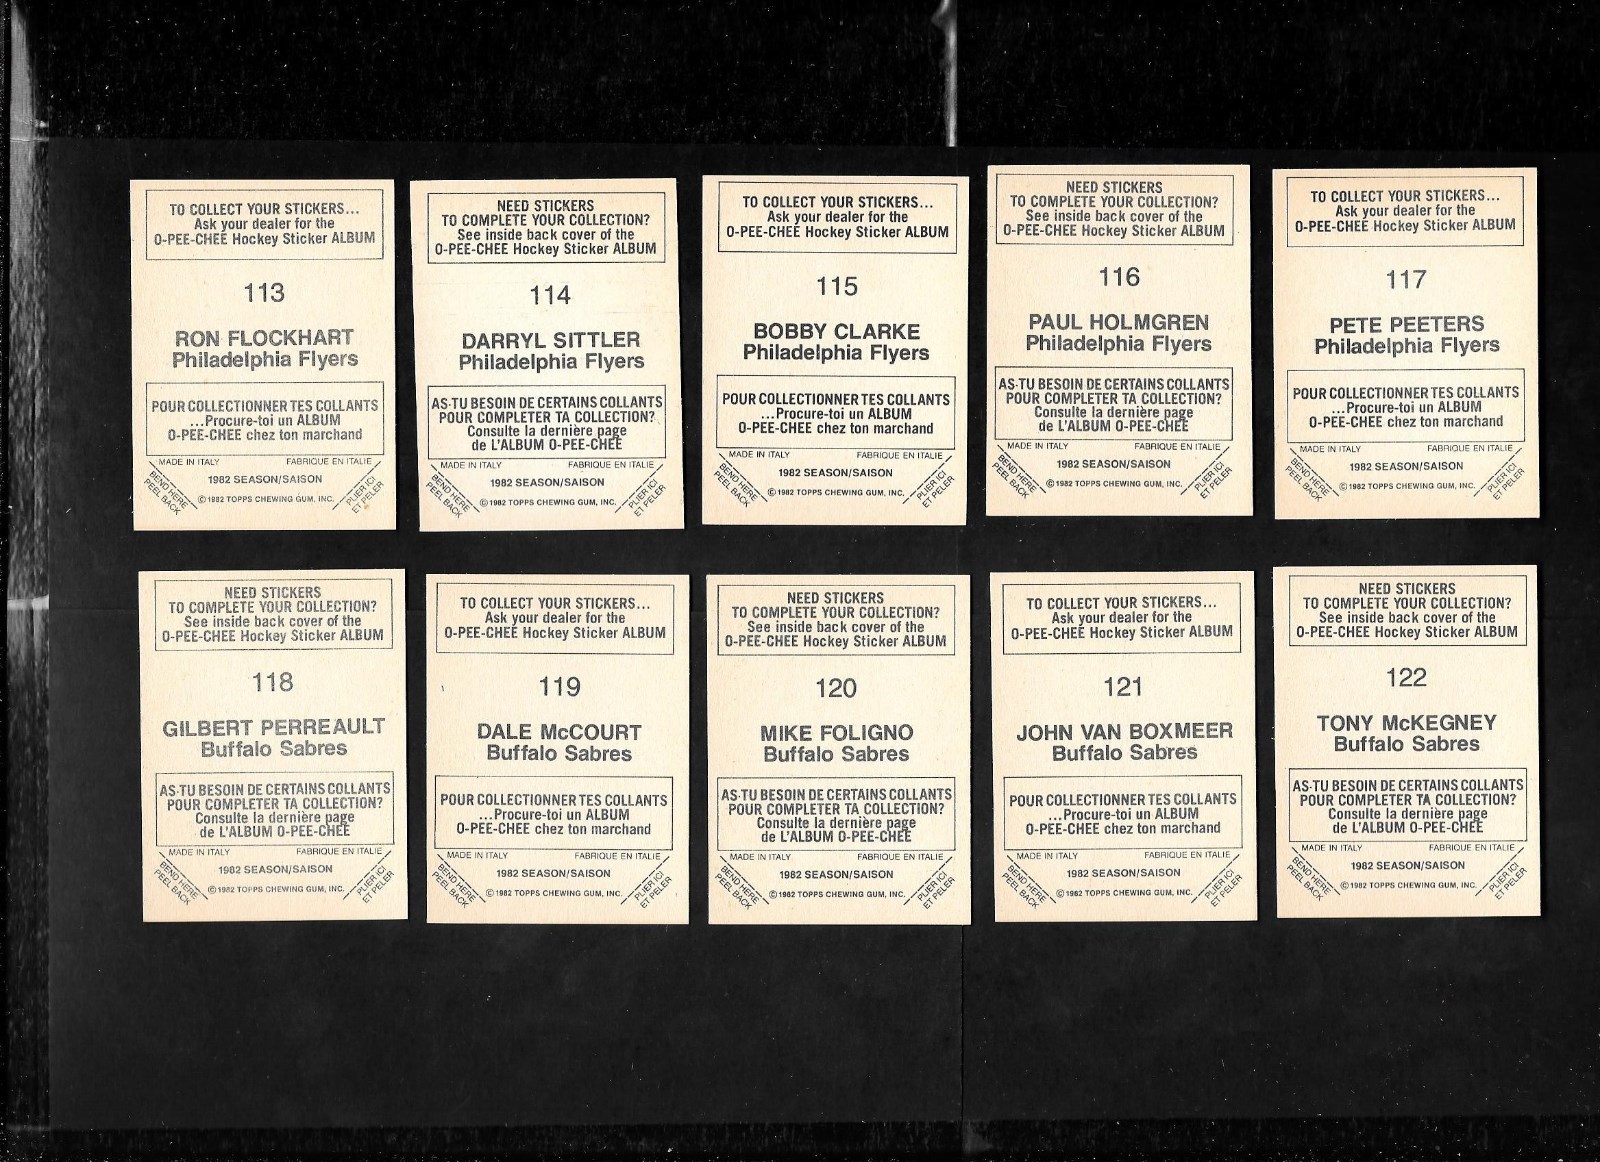 TO COLLECT YOUR STICKERS...
Ask your dealer for the
O-PEE-CHEE Hockey Sticker ALBUM
113
RON FLOCKHART
Philadelphia Flyers
POUR COLLECTIONNER TES COLLANTS
...Procure-toi un ALBUM
O-PEE-CHEE chez ton marchand
MADE IN ITALY FABRIQUE EN ITALIE
1982 SEASON/SAISON
BEND HERE
PEEL BACK
© 1982 TOPPS CHEWING GUM, INC.
PLIER ICI
ET PELER
NEED STICKERS
TO COMPLETE YOUR COLLECTION?
See inside back cover of the
O-PEE-CHEE Hockey Sticker ALBUM
114
DARRYL SITTLER
Philadelphia Flyers
AS-TU BESOIN DE CERTAINS COLLANTS
POUR COMPLETER TA COLLECTION?
Consulte la dernière page
de L'ALBUM O-PEE-CHEE
MADE IN ITALY FABRIQUE EN ITALIE
1982 SEASON/SAISON
BEND HERE
PEEL BACK
© 1982 TOPPS CHEWING GUM, INC.
PLIER ICI
ET PELER
TO COLLECT YOUR STICKERS...
Ask your dealer for the
O-PEE-CHEE Hockey Sticker ALBUM
115
BOBBY CLARKE
Philadelphia Flyers
POUR COLLECTIONNER TES COLLANTS
...Procure-toi un ALBUM
O-PEE-CHEE chez ton marchand
MADE IN ITALY FABRIQUE EN ITALIE
1982 SEASON/SAISON
BEND HERE
PEEL BACK
© 1982 TOPPS CHEWING GUM, INC.
PLIER ICI
ET PELER
NEED STICKERS
TO COMPLETE YOUR COLLECTION?
See inside back cover of the
O-PEE-CHEE Hockey Sticker ALBUM
116
PAUL HOLMGREN
Philadelphia Flyers
AS-TU BESOIN DE CERTAINS COLLANTS
POUR COMPLETER TA COLLECTION?
Consulte la dernière page
de L'ALBUM O-PEE-CHEE
MADE IN ITALY FABRIQUE EN ITALIE
1982 SEASON/SAISON
BEND HERE
PEEL BACK
© 1982 TOPPS CHEWING GUM, INC.
PLIER ICI
ET PELER
TO COLLECT YOUR STICKERS...
Ask your dealer for the
O-PEE-CHEE Hockey Sticker ALBUM
117
PETE PEETERS
Philadelphia Flyers
POUR COLLECTIONNER TES COLLANTS
...Procure-toi un ALBUM
O-PEE-CHEE chez ton marchand
MADE IN ITALY FABRIQUE EN ITALIE
1982 SEASON/SAISON
BEND HERE
PEEL BACK
© 1982 TOPPS CHEWING GUM, INC.
PLIER ICI
ET PELER
NEED STICKERS
TO COMPLETE YOUR COLLECTION?
See inside back cover of the
O-PEE-CHEE Hockey Sticker ALBUM
118
GILBERT PERREAULT
Buffalo Sabres
AS-TU BESOIN DE CERTAINS COLLANTS
POUR COMPLETER TA COLLECTION?
Consulte la dernière page
de L'ALBUM O-PEE-CHEE
MADE IN ITALY FABRIQUE EN ITALIE
1982 SEASON/SAISON
BEND HERE
PEEL BACK
© 1982 TOPPS CHEWING GUM, INC.
PLIER ICI
ET PELER
TO COLLECT YOUR STICKERS...
Ask your dealer for the
O-PEE-CHEE Hockey Sticker ALBUM
119
DALE McCOURT
Buffalo Sabres
POUR COLLECTIONNER TES COLLANTS
...Procure-toi un ALBUM
O-PEE-CHEE chez ton marchand
MADE IN ITALY FABRIQUE EN ITALIE
1982 SEASON/SAISON
BEND HERE
PEEL BACK
© 1982 TOPPS CHEWING GUM, INC.
PLIER ICI
ET PELER
NEED STICKERS
TO COMPLETE YOUR COLLECTION?
See inside back cover of the
O-PEE-CHEE Hockey Sticker ALBUM
120
MIKE FOLIGNO
Buffalo Sabres
AS-TU BESOIN DE CERTAINS COLLANTS
POUR COMPLETER TA COLLECTION?
Consulte la dernière page
de L'ALBUM O-PEE-CHEE
MADE IN ITALY FABRIQUE EN ITALIE
1982 SEASON/SAISON
BEND HERE
PEEL BACK
© 1982 TOPPS CHEWING GUM, INC.
PLIER ICI
ET PELER
TO COLLECT YOUR STICKERS...
Ask your dealer for the
O-PEE-CHEE Hockey Sticker ALBUM
121
JOHN VAN BOXMEER
Buffalo Sabres
POUR COLLECTIONNER TES COLLANTS
...Procure-toi un ALBUM
O-PEE-CHEE chez ton marchand
MADE IN ITALY FABRIQUE EN ITALIE
1982 SEASON/SAISON
BEND HERE
PEEL BACK
© 1982 TOPPS CHEWING GUM, INC.
PLIER ICI
ET PELER
NEED STICKERS
TO COMPLETE YOUR COLLECTION?
See inside back cover of the
O-PEE-CHEE Hockey Sticker ALBUM
122
TONY McKEGNEY
Buffalo Sabres
AS-TU BESOIN DE CERTAINS COLLANTS
POUR COMPLETER TA COLLECTION?
Consulte la dernière page
de L'ALBUM O-PEE-CHEE
MADE IN ITALY FABRIQUE EN ITALIE
1982 SEASON/SAISON
BEND HERE
PEEL BACK
© 1982 TOPPS CHEWING GUM, INC.
PLIER ICI
ET PELER